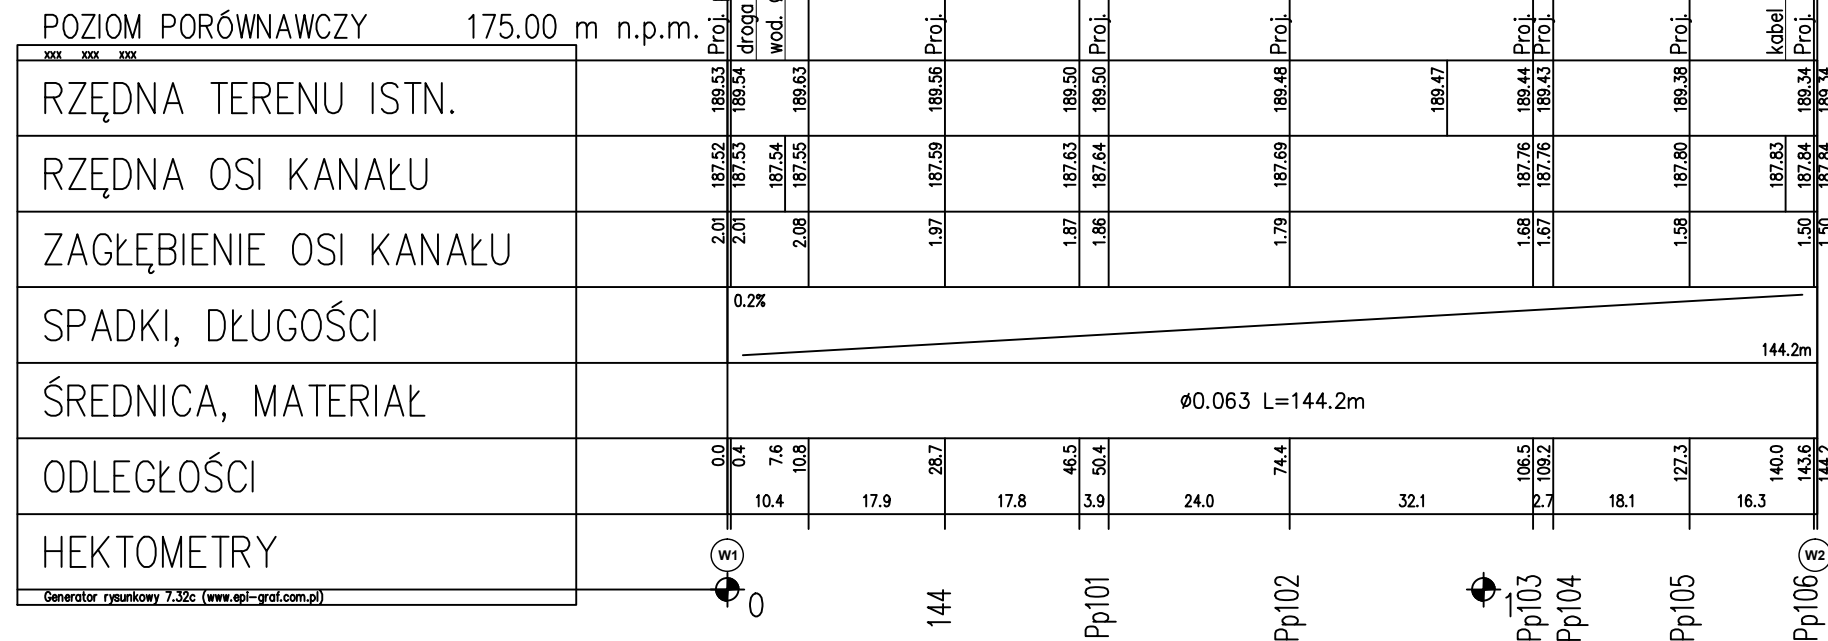 POZIOM PORÓWNAWCZY 175.00 m n.p.m. Proj. droga wod. Proj. Proj. Proj. Proj. Proj. Proj. kabel Proj.
xxx xxx xxx
RZĘDNA TERENU ISTN. 189.53 189.54 189.63 189.56 189.50 189.50 189.48 189.47 189.44 189.43 189.38 189.34 189.34
RZĘDNA OSI KANAŁU 187.52 187.53 187.54 187.55 187.59 187.63 187.64 187.69 187.76 187.76 187.80 187.83 187.84 187.84
ZAGŁĘBIENIE OSI KANAŁU 2.01 2.01 2.08 1.97 1.87 1.86 1.79 1.68 1.67 1.58 1.50 1.50
0.2%
SPADKI, DŁUGOŚCI
144.2m
ŚREDNICA, MATERIAŁ ø0.063 L=144.2m
ODLEGŁOŚCI 0.0 0.4 7.6 10.8 28.7 46.5 50.4 74.4 106.5 109.2 127.3 140.0 143.6 144.2
10.4 17.9 17.8 3.9 24.0 32.1 2.7 18.1 16.3
HEKTOMETRY W1 W2
Generator rysunkowy 7.32c (www.epi-graf.com.pl) 0 144 Pp101 Pp102 1 Pp103 Pp104 Pp105 Pp106